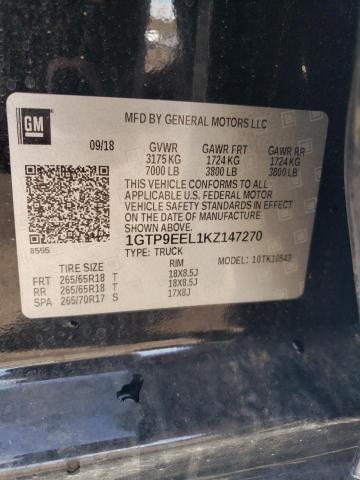 GM
MFD BY GENERAL MOTORS LLC
09/18 GVWR GAWR FRT GAWR RR
3175 KG 1724 KG 1724 KG
7000 LB 3800 LB 3800 LB
THIS VEHICLE CONFORMS TO ALL
APPLICABLE U.S. FEDERAL MOTOR
VEHICLE SAFETY STANDARDS IN
EFFECT ON THE DATE OF
MANUFACTURE SHOWN ABOVE.
8555 1GTP9EEL1KZ147270
TYPE: TRUCK MODEL: 10TK10543
TIRE SIZE RIM
FRT 265/65R18 T 18X8.5J
RR 265/65R18 T 18X8.5J
SPA 265/70R17 S 17X8J